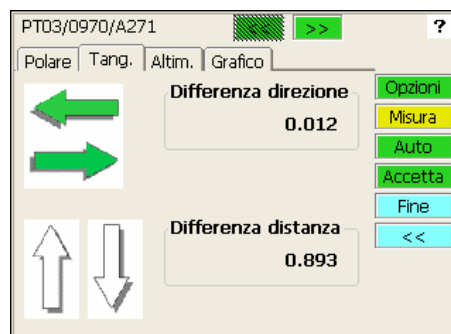 PT03/0970/A271 << >> ?
Polare Tang. Altim. Grafico
Differenza direzione
0.012
Differenza distanza
0.893
Opzioni
Misura
Auto
Accetta
Fine
<<